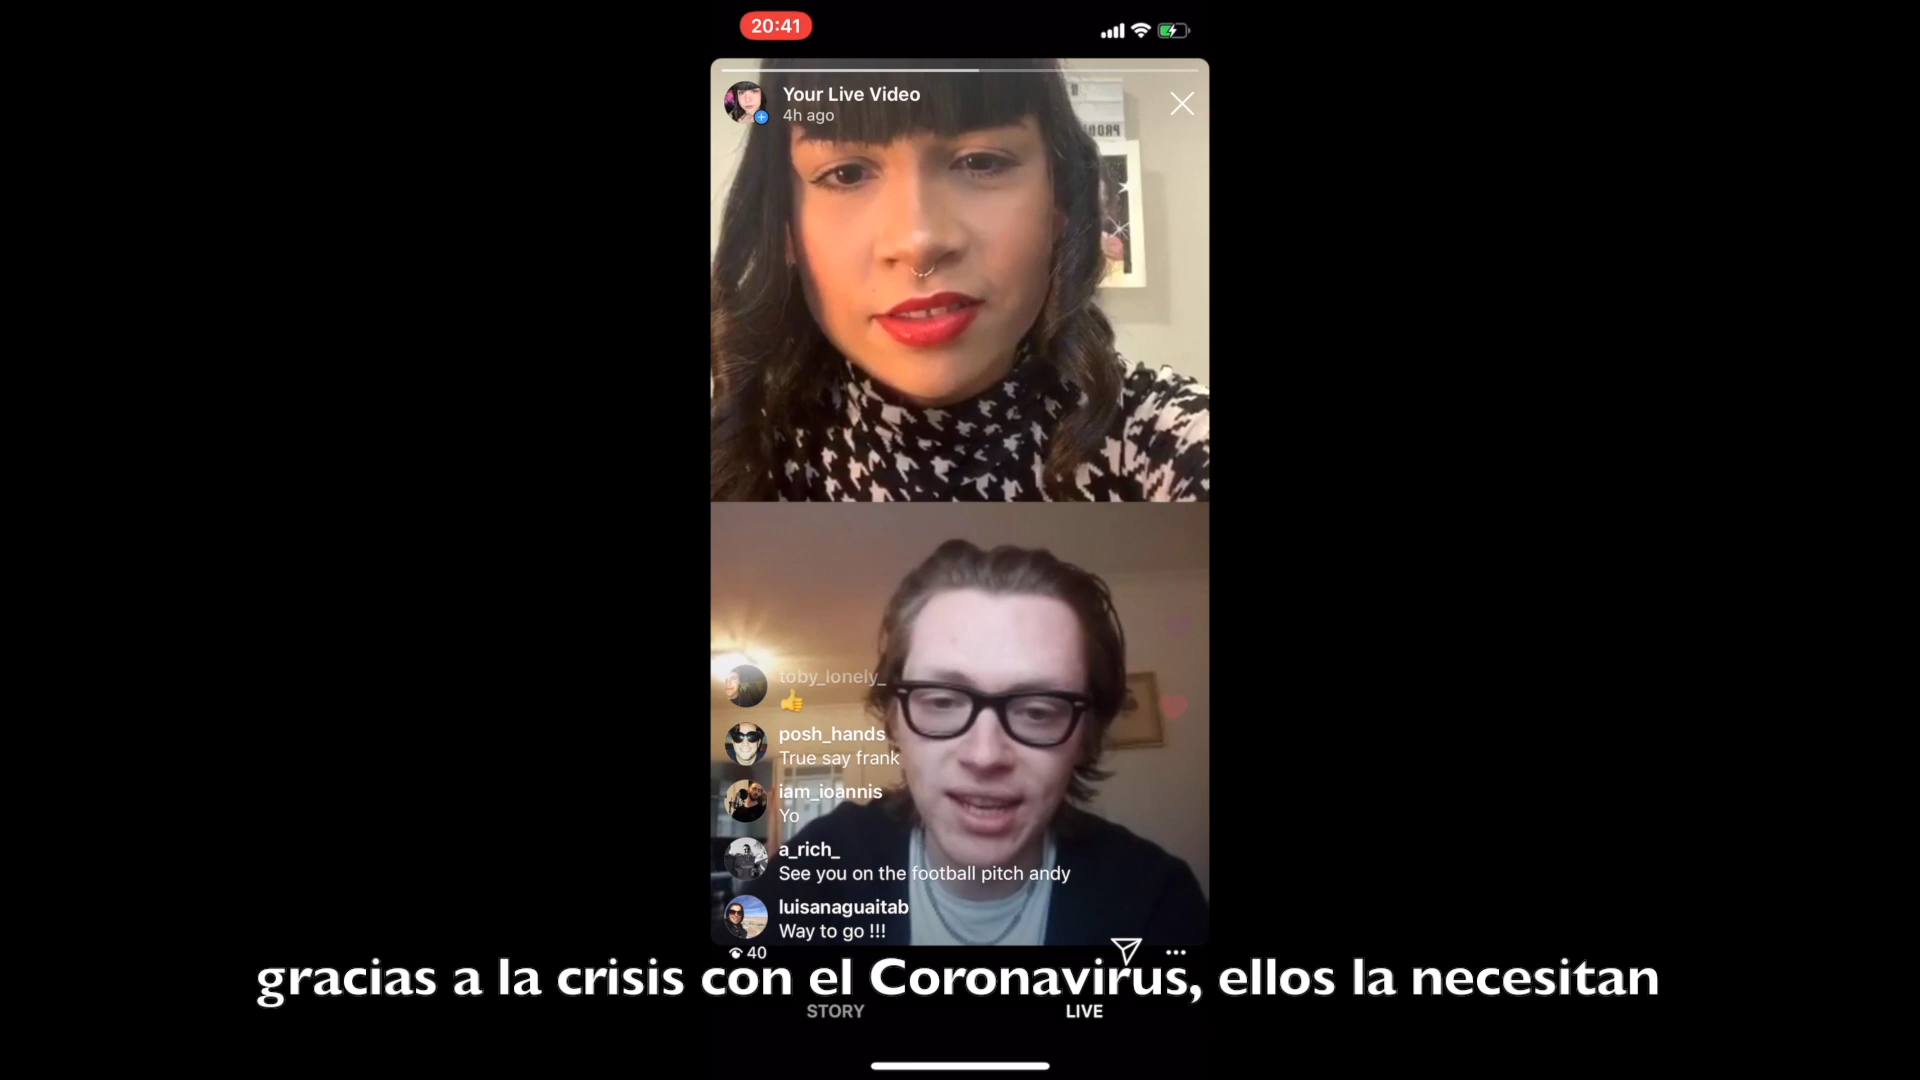 20:41
Your Live Video
4h ago
PRODU
toby_lonely_
👍
posh_hands
True say frank
iam_ioannis
Yo
a_rich_
See you on the football pitch andy
luisanaguaitab
Way to go !!!
40
gracias a la crisis con el Coronavirus, ellos la necesitan
STORY
LIVE